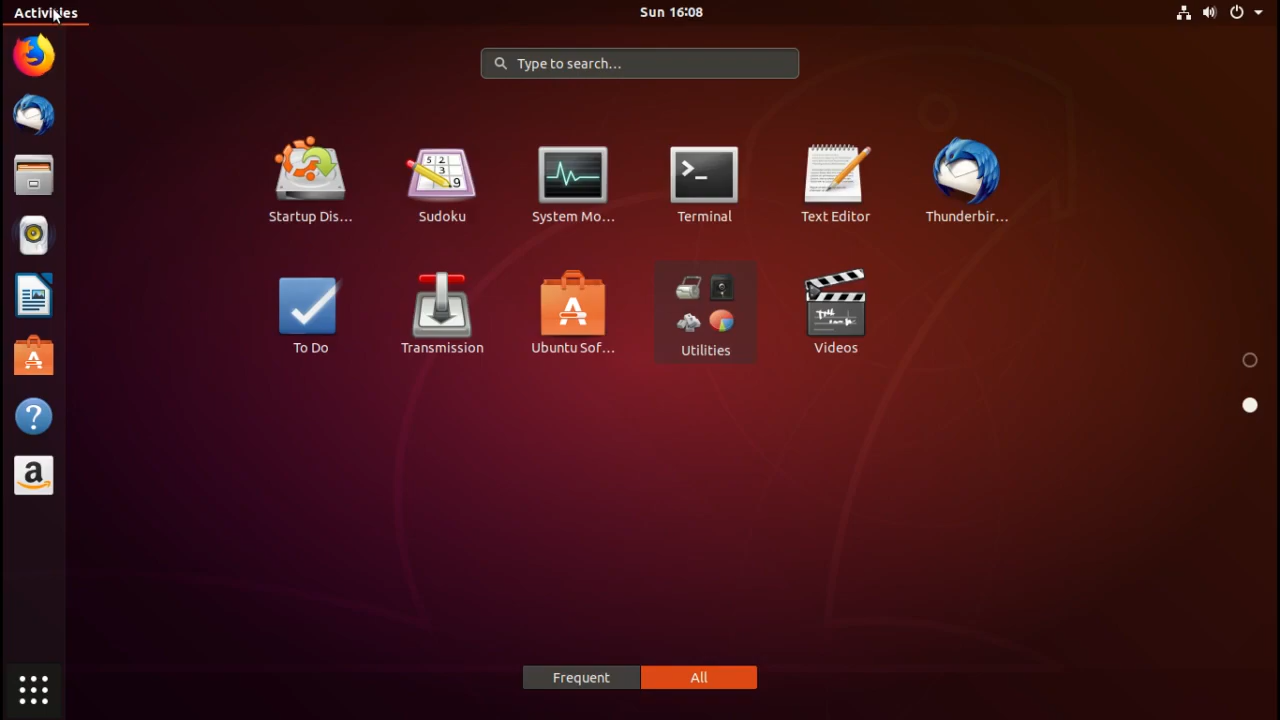 Activities
Sun 16:08
Type to search...
Startup Dis...
Sudoku
System Mo...
Terminal
Text Editor
Thunderbir...
To Do
Transmission
Ubuntu Sof...
Utilities
Videos
Frequent
All